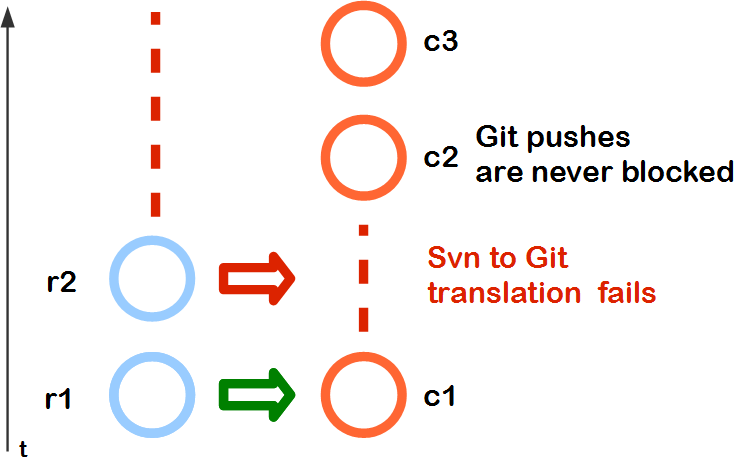 c3
c2
Git pushes
are never blocked
r2
Svn to Git
translation fails
r1
c1
t